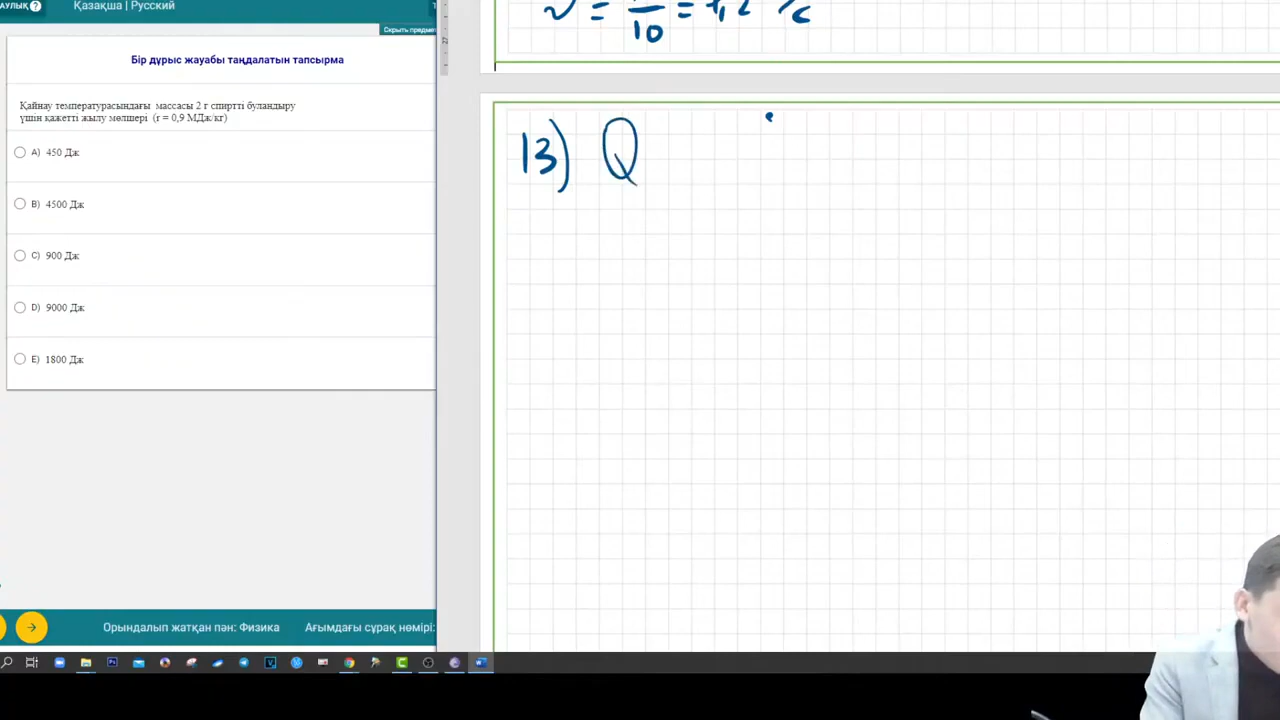 АУЛЫҚ ? Қазақша | Русский
Скрыть предме
Бір дұрыс жауабы таңдалатын тапсырма
Қайнау температурасындағы массасы 2 г спиртті буландыру
үшін қажетті жылу мөлшері (r = 0,9 МДж/кг)
A) 450 Дж
B) 4500 Дж
C) 900 Дж
D) 9000 Дж
E) 1800 Дж
Орындалып жатқан пән: Физика Ағымдағы сұрақ нөмірі:
10
13) Q